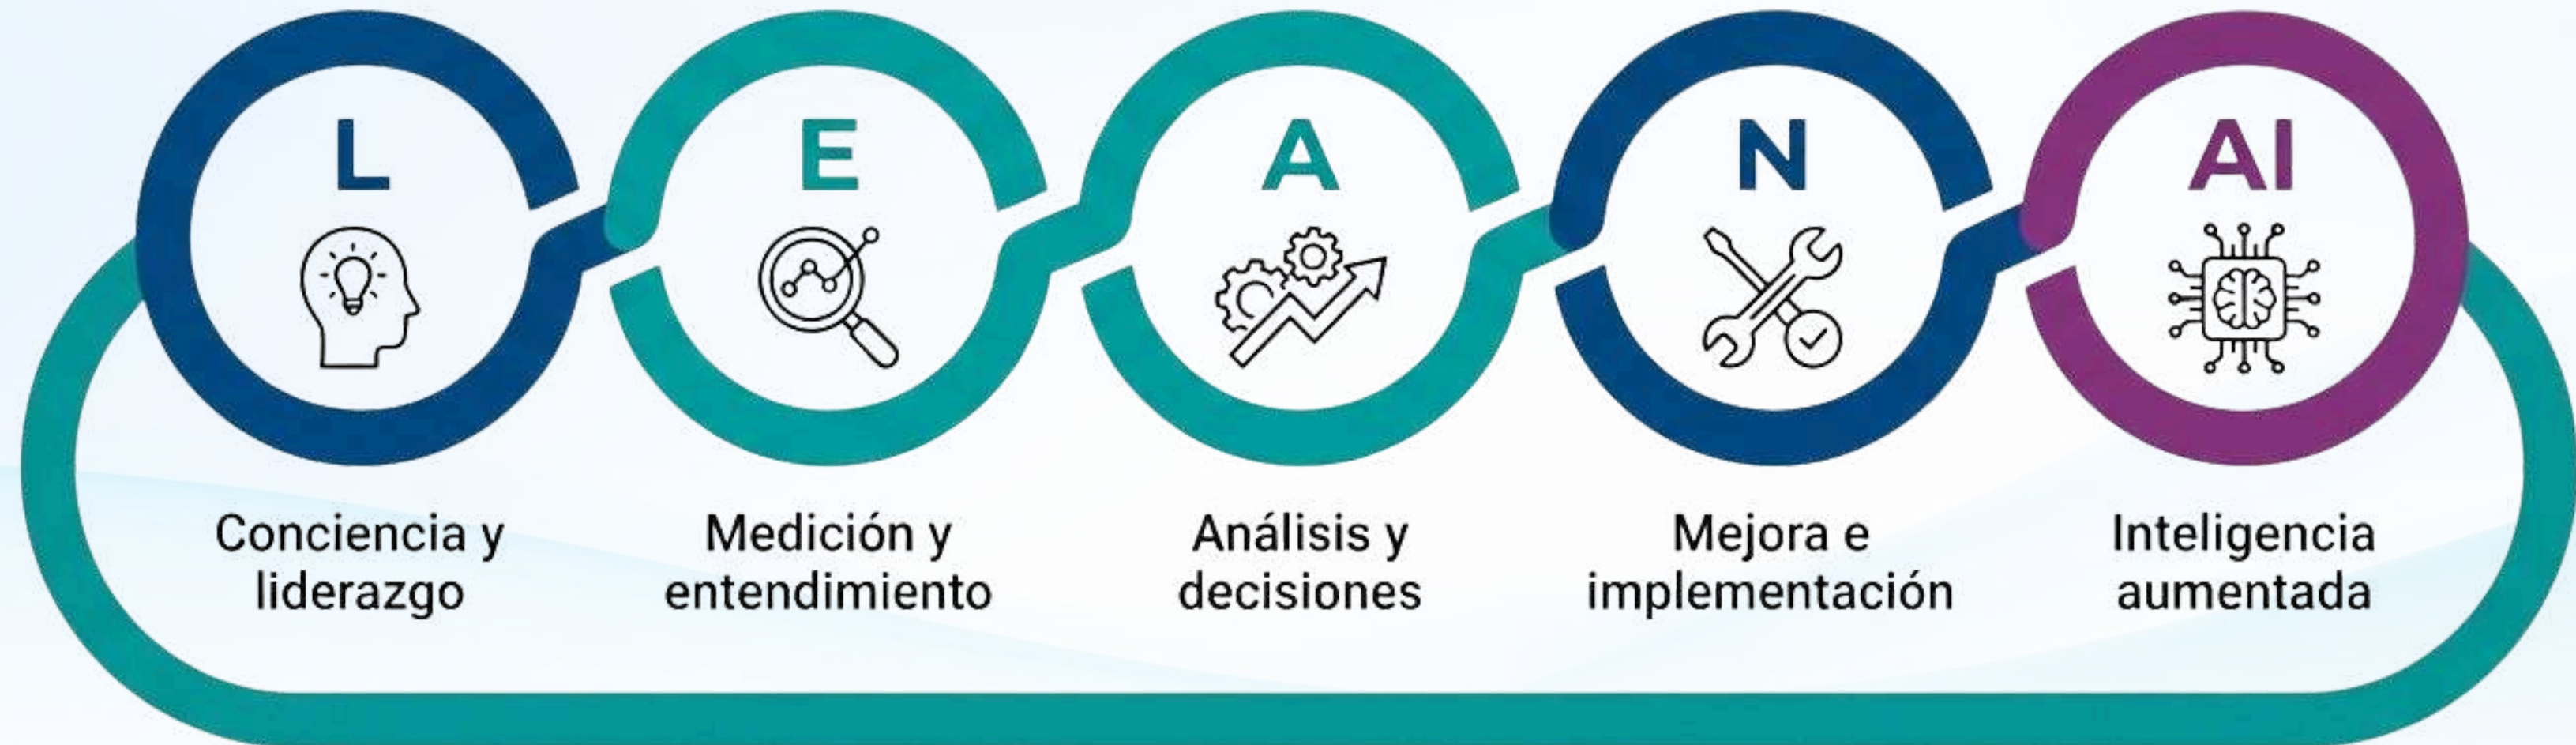 L
E
A
N
AI
Conciencia y
liderazgo
Medición y
entendimiento
Análisis y
decisiones
Mejora e
implementación
Inteligencia
aumentada